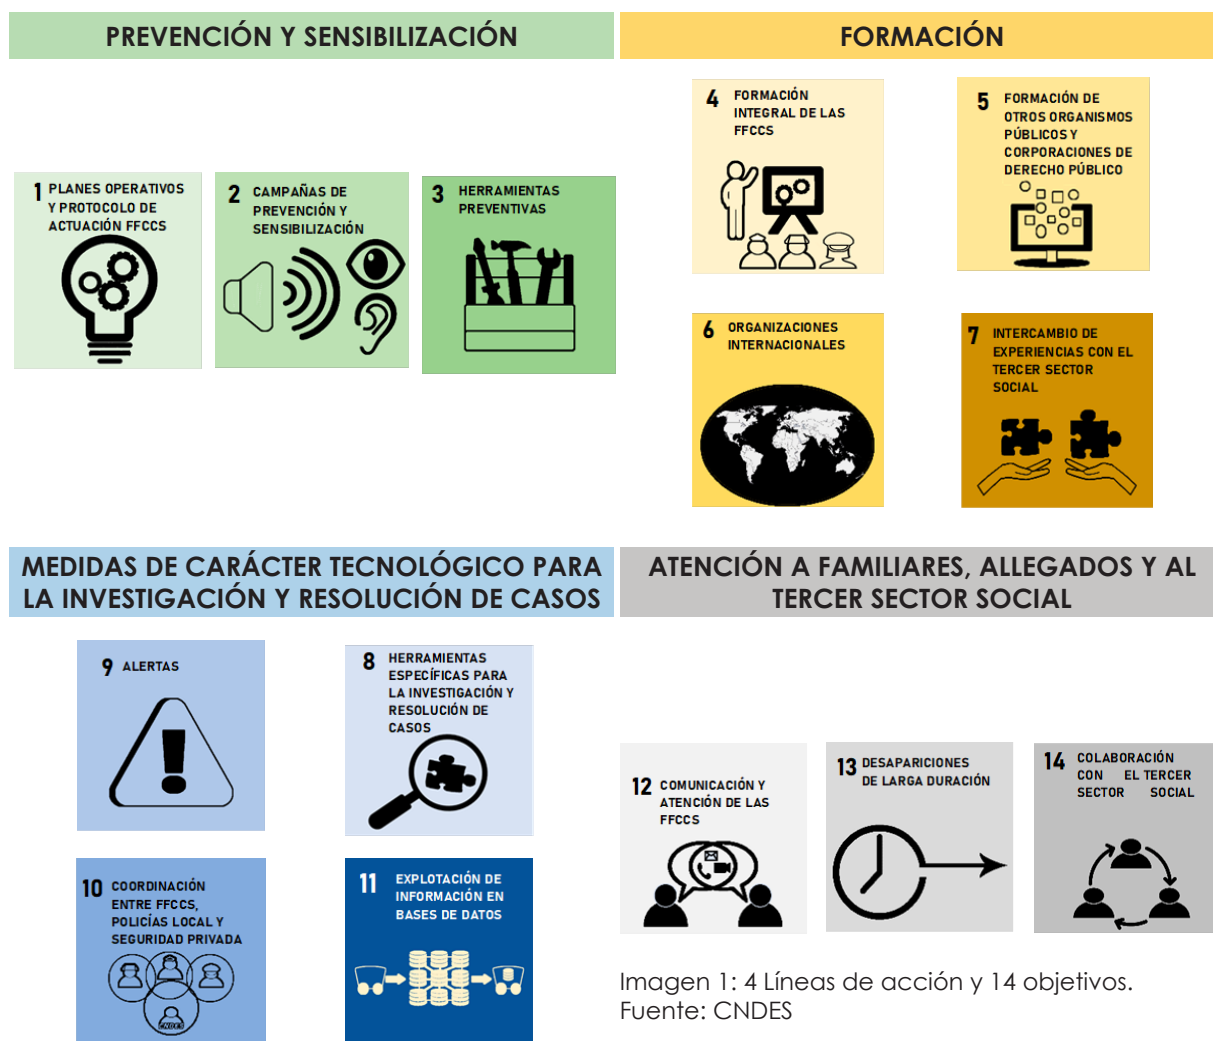 PREVENCIÓN Y SENSIBILIZACIÓN
1 PLANES OPERATIVOS
Y PROTOCOLO DE
ACTUACIÓN FFCCS
2 CAMPAÑAS DE
PREVENCIÓN Y
SENSIBILIZACIÓN
3 HERRAMIENTAS
PREVENTIVAS
FORMACIÓN
4 FORMACIÓN
INTEGRAL DE LAS
FFCCS
5 FORMACIÓN DE
OTROS ORGANISMOS
PÚBLICOS Y
CORPORACIONES DE
DERECHO PÚBLICO
6 ORGANIZACIONES
INTERNACIONALES
7 INTERCAMBIO DE
EXPERIENCIAS CON EL
TERCER SECTOR
SOCIAL
MEDIDAS DE CARÁCTER TECNOLÓGICO PARA
LA INVESTIGACIÓN Y RESOLUCIÓN DE CASOS
9 ALERTAS
8 HERRAMIENTAS
ESPECÍFICAS PARA
LA INVESTIGACIÓN Y
RESOLUCIÓN DE
CASOS
10 COORDINACIÓN
ENTRE FFCCS,
POLICÍAS LOCAL Y
SEGURIDAD PRIVADA
CNDES
11 EXPLOTACIÓN DE
INFORMACIÓN EN
BASES DE DATOS
ATENCIÓN A FAMILIARES, ALLEGADOS Y AL
TERCER SECTOR SOCIAL
12 COMUNICACIÓN Y
ATENCIÓN DE LAS
FFCCS
13 DESAPARICIONES
DE LARGA DURACIÓN
14 COLABORACIÓN
CON EL TERCER
SECTOR SOCIAL
Imagen 1: 4 Líneas de acción y 14 objetivos.
Fuente: CNDES